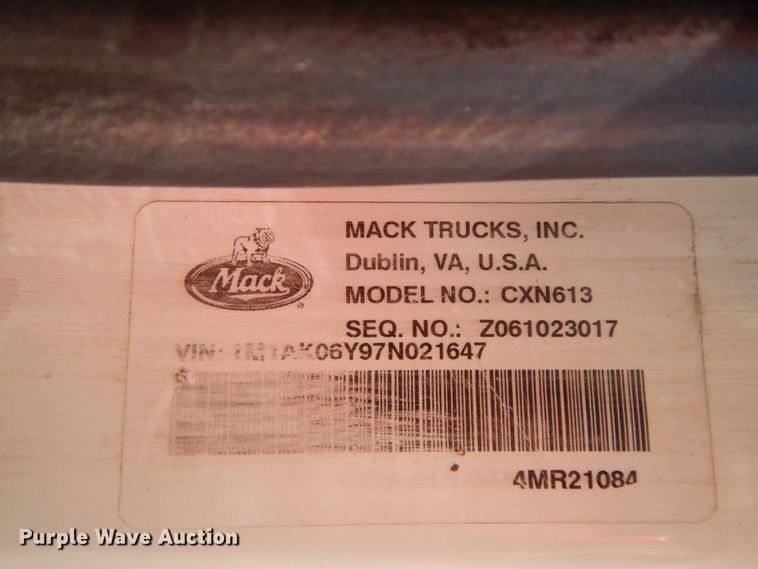 MACK TRUCKS, INC.
Mack
Dublin, VA, U.S.A.
MODEL NO.: CXN613
SEQ. NO.: Z061023017
VIN: 1M1AK06Y97N021647
4MR21084
Purple Wave Auction